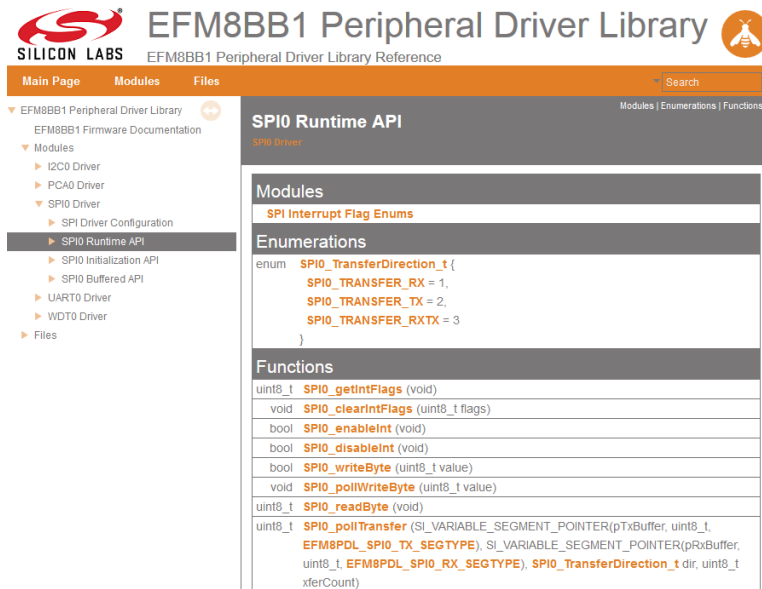 SILICON LABS
EFM8BB1 Peripheral Driver Library
EFM8BB1 Peripheral Driver Library Reference
Main Page Modules Files
Search
EFM8BB1 Peripheral Driver Library
EFM8BB1 Firmware Documentation
Modules
I2C0 Driver
PCA0 Driver
SPI0 Driver
SPI Driver Configuration
SPI0 Runtime API
SPI0 Initialization API
SPI0 Buffered API
UART0 Driver
WDT0 Driver
Files
Modules | Enumerations | Functions
SPI0 Runtime API
SPI0 Driver
Modules
SPI Interrupt Flag Enums
Enumerations
enum SPI0_TransferDirection_t {
SPI0_TRANSFER_RX = 1,
SPI0_TRANSFER_TX = 2,
SPI0_TRANSFER_RXTX = 3
}
Functions
uint8_t SPI0_getIntFlags (void)
void SPI0_clearIntFlags (uint8_t flags)
bool SPI0_enableInt (void)
bool SPI0_disableInt (void)
bool SPI0_writeByte (uint8_t value)
void SPI0_pollWriteByte (uint8_t value)
uint8_t SPI0_readByte (void)
uint8_t SPI0_pollTransfer (SI_VARIABLE_SEGMENT_POINTER(pTxBuffer, uint8_t,
EFM8PDL_SPI0_TX_SEGTYPE), SI_VARIABLE_SEGMENT_POINTER(pRxBuffer,
uint8_t, EFM8PDL_SPI0_RX_SEGTYPE), SPI0_TransferDirection_t dir, uint8_t
xferCount)